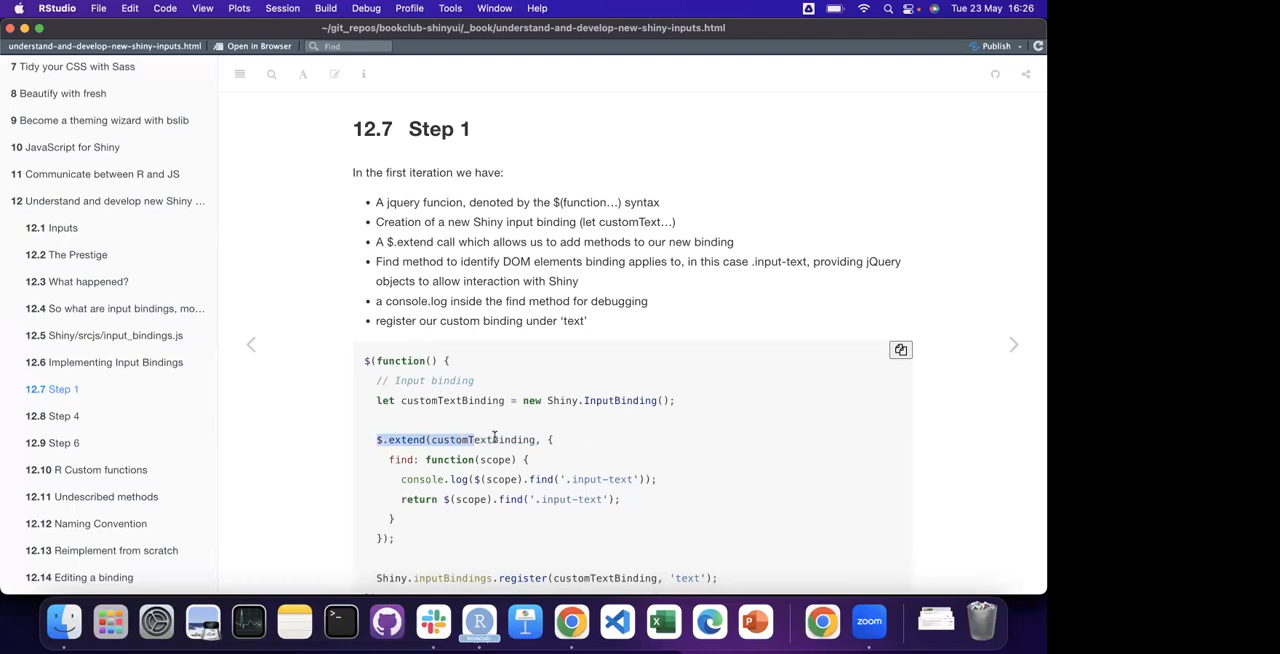 RStudio File Edit Code View Plots Session Build Debug Profile Tools Window Help Tue 23 May 16:26
~/git_repos/bookclub-shinyui/_book/understand-and-develop-new-shiny-inputs.html
understand-and-develop-new-shiny-inputs.html Open in Browser Find Publish
7 Tidy your CSS with Sass
8 Beautify with fresh
9 Become a theming wizard with bslib
10 JavaScript for Shiny
11 Communicate between R and JS
12 Understand and develop new Shiny ...
12.1 Inputs
12.2 The Prestige
12.3 What happened?
12.4 So what are input bindings, mo...
12.5 Shiny/srcjs/input_bindings.js
12.6 Implementing Input Bindings
12.7 Step 1
12.8 Step 4
12.9 Step 6
12.10 R Custom functions
12.11 Undescribed methods
12.12 Naming Convention
12.13 Reimplement from scratch
12.14 Editing a binding
12.7 Step 1
In the first iteration we have:
• A jquery funcion, denoted by the $(function…) syntax
• Creation of a new Shiny input binding (let customText…)
• A $.extend call which allows us to add methods to our new binding
• Find method to identify DOM elements binding applies to, in this case .input-text, providing jQuery
objects to allow interaction with Shiny
• a console.log inside the find method for debugging
• register our custom binding under ‘text’
$(function() {
// Input binding
let customTextBinding = new Shiny.InputBinding();
$.extend(customTextBinding, {
find: function(scope) {
console.log($(scope).find('.input-text'));
return $(scope).find('.input-text');
}
});
Shiny.inputBindings.register(customTextBinding, 'text');
zoom